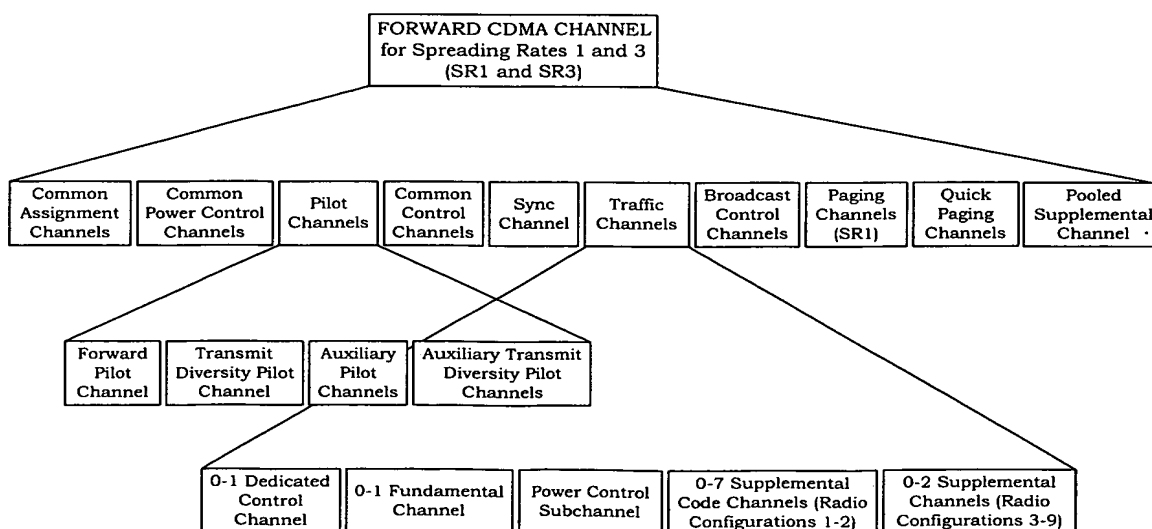 FORWARD CDMA CHANNEL
for Spreading Rates 1 and 3
(SR1 and SR3)
Common
Assignment
Channels
Common
Power Control
Channels
Pilot
Channels
Common
Control
Channels
Sync
Channel
Traffic
Channels
Broadcast
Control
Channels
Paging
Channels
(SR1)
Quick
Paging
Channels
Pooled
Supplemental
Channel
Forward
Pilot
Channel
Transmit
Diversity Pilot
Channel
Auxiliary
Pilot
Channels
Auxiliary Transmit
Diversity Pilot
Channels
0-1 Dedicated
Control
Channel
0-1 Fundamental
Channel
Power Control
Subchannel
0-7 Supplemental
Code Channels (Radio
Configurations 1-2)
0-2 Supplemental
Channels (Radio
Configurations 3-9)